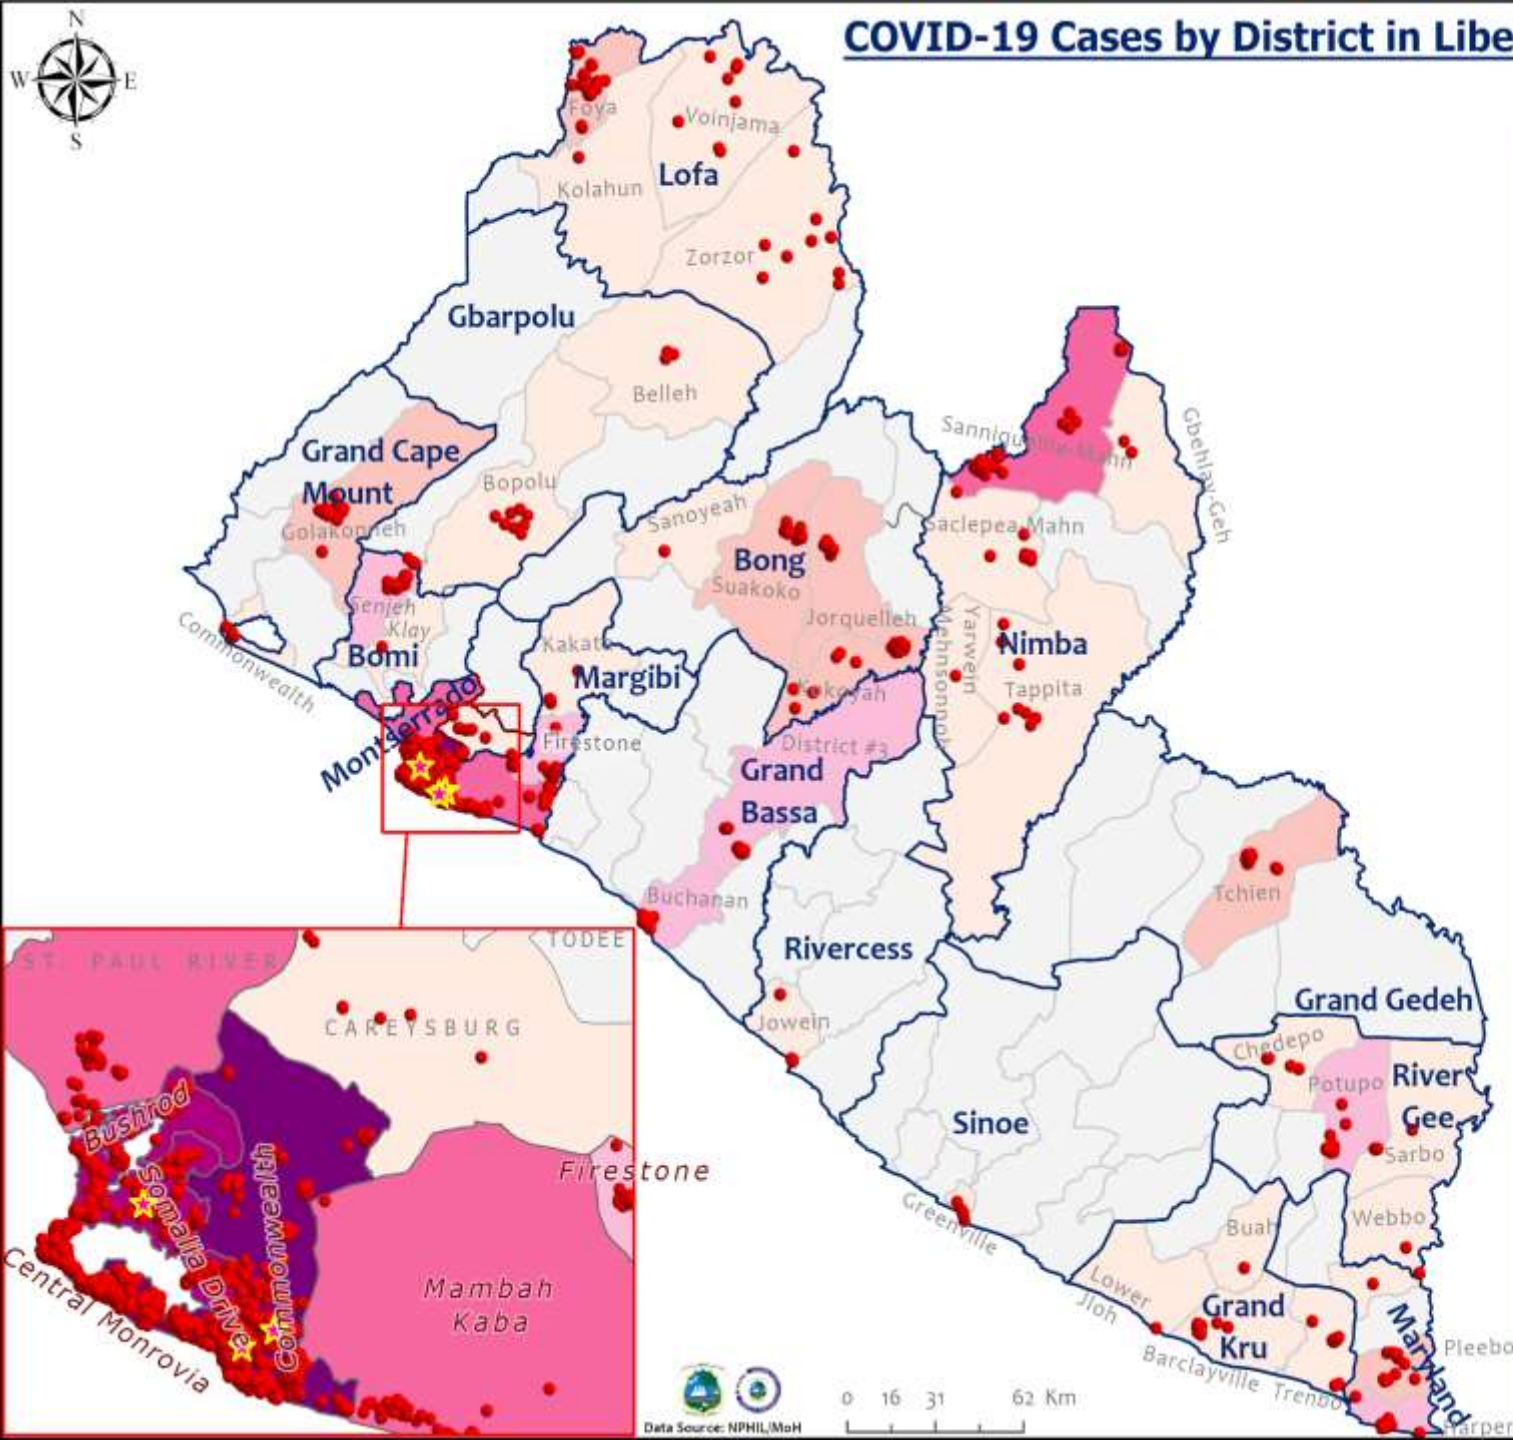 N
COVID-19 Cases by District in Libe
W
E
S
Foya
Voinjama
Lofa
Kolahun
Zorzor
Gbarpolu
Belleh
Grand Cape
Mount
Golakonneh
Bopolu
Sanoyeah
Sanniquellie-Mahn
Gbehlay-Geh
Saclepea Mahn
Bong
Suakoko
Jorquelleh
Senjeh
Klay
Bomi
Commonwealth
Kakata
Margibi
Kokoyah
Mehnsonnoh
Yarwein
Nimba
Tappita
Montserrado
Firestone
District #3
Grand
Bassa
Buchanan
Tchien
Rivercess
Jowein
Grand Gedeh
Chedepo
Potupo
River
Gee
Sarbo
Sinoe
Greenville
Webbo
Buah
Lower
Jloh
Grand
Kru
Barclayville
Trenbo
Maryland
Pleebo
Harper
ST. PAUL RIVER
TODEE
CAREYSBURG
Bushrod
Somalia Drive
Commonwealth
Firestone
Central Monrovia
Mambah
Kaba
0 16 31 62 Km
Data Source: NPHIL/MoH